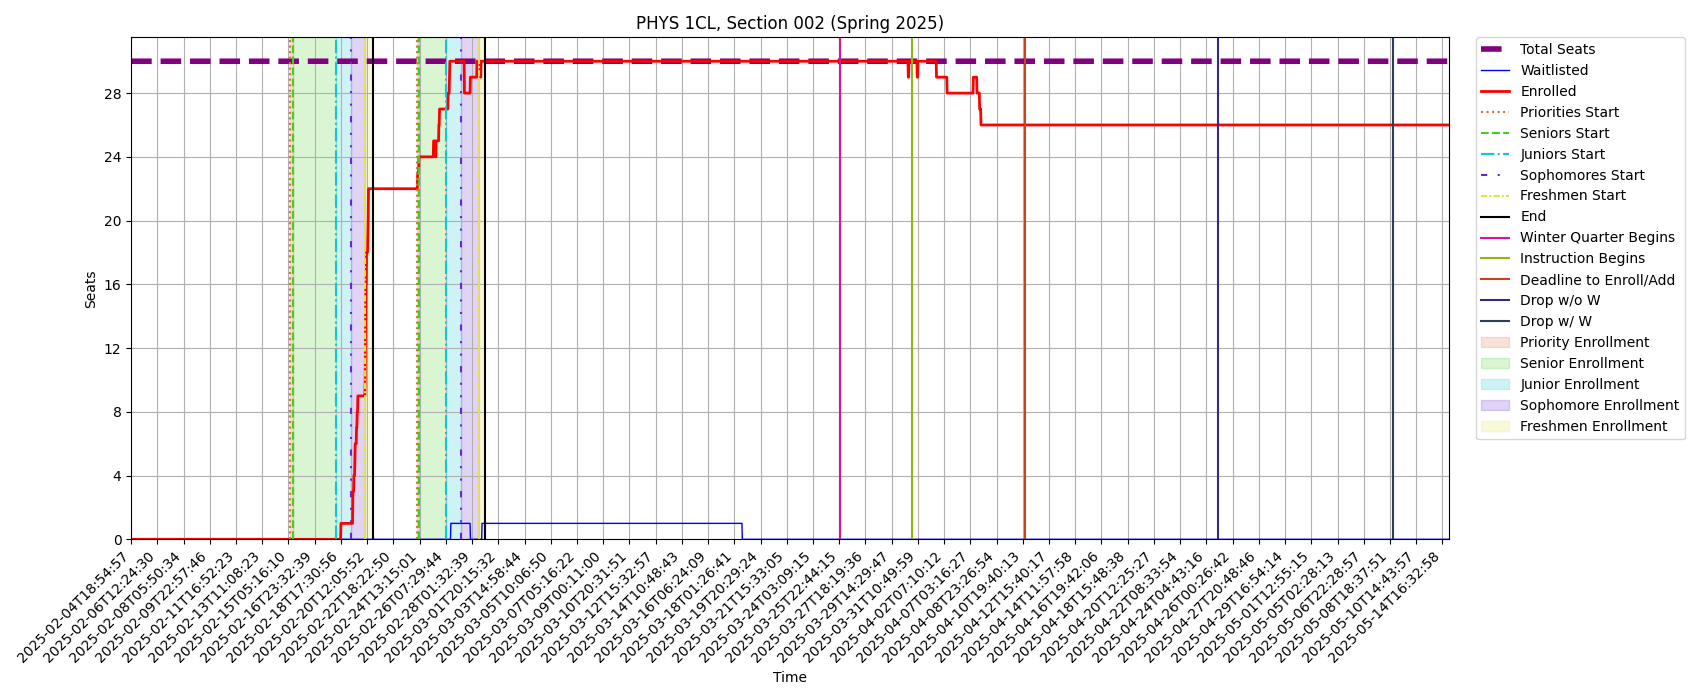 PHYS 1CL, Section 002 (Spring 2025)
Seats
28
24
20
16
12
8
4
0
2025-02-04T18:54:57
2025-02-06T12:24:30
2025-02-08T05:50:34
2025-02-09T22:57:46
2025-02-11T16:52:23
2025-02-13T11:08:23
2025-02-15T05:16:10
2025-02-16T23:32:39
2025-02-18T17:30:56
2025-02-20T12:05:52
2025-02-22T18:22:50
2025-02-24T13:15:01
2025-02-26T07:29:44
2025-02-28T01:32:39
2025-03-01T20:15:32
2025-03-03T14:58:44
2025-03-05T10:06:50
2025-03-07T05:16:22
2025-03-09T00:11:00
2025-03-10T20:31:51
2025-03-12T15:32:57
2025-03-14T10:48:43
2025-03-16T06:24:09
2025-03-18T01:26:41
2025-03-19T20:29:24
2025-03-21T15:33:05
2025-03-24T03:09:15
2025-03-25T22:44:15
2025-03-27T18:19:36
2025-03-29T14:29:47
2025-03-31T10:49:59
2025-04-02T07:10:12
2025-04-07T03:16:27
2025-04-08T23:26:54
2025-04-10T19:40:13
2025-04-12T15:40:17
2025-04-14T11:57:58
2025-04-16T19:42:06
2025-04-18T15:48:38
2025-04-20T12:25:27
2025-04-22T08:33:54
2025-04-24T04:43:16
2025-04-26T00:26:42
2025-04-27T20:48:46
2025-04-29T16:54:14
2025-05-01T12:55:15
2025-05-05T02:28:13
2025-05-06T22:28:57
2025-05-08T18:37:51
2025-05-10T14:43:57
2025-05-14T16:32:58
Time
Total Seats
Waitlisted
Enrolled
Priorities Start
Seniors Start
Juniors Start
Sophomores Start
Freshmen Start
End
Winter Quarter Begins
Instruction Begins
Deadline to Enroll/Add
Drop w/o W
Drop w/ W
Priority Enrollment
Senior Enrollment
Junior Enrollment
Sophomore Enrollment
Freshmen Enrollment